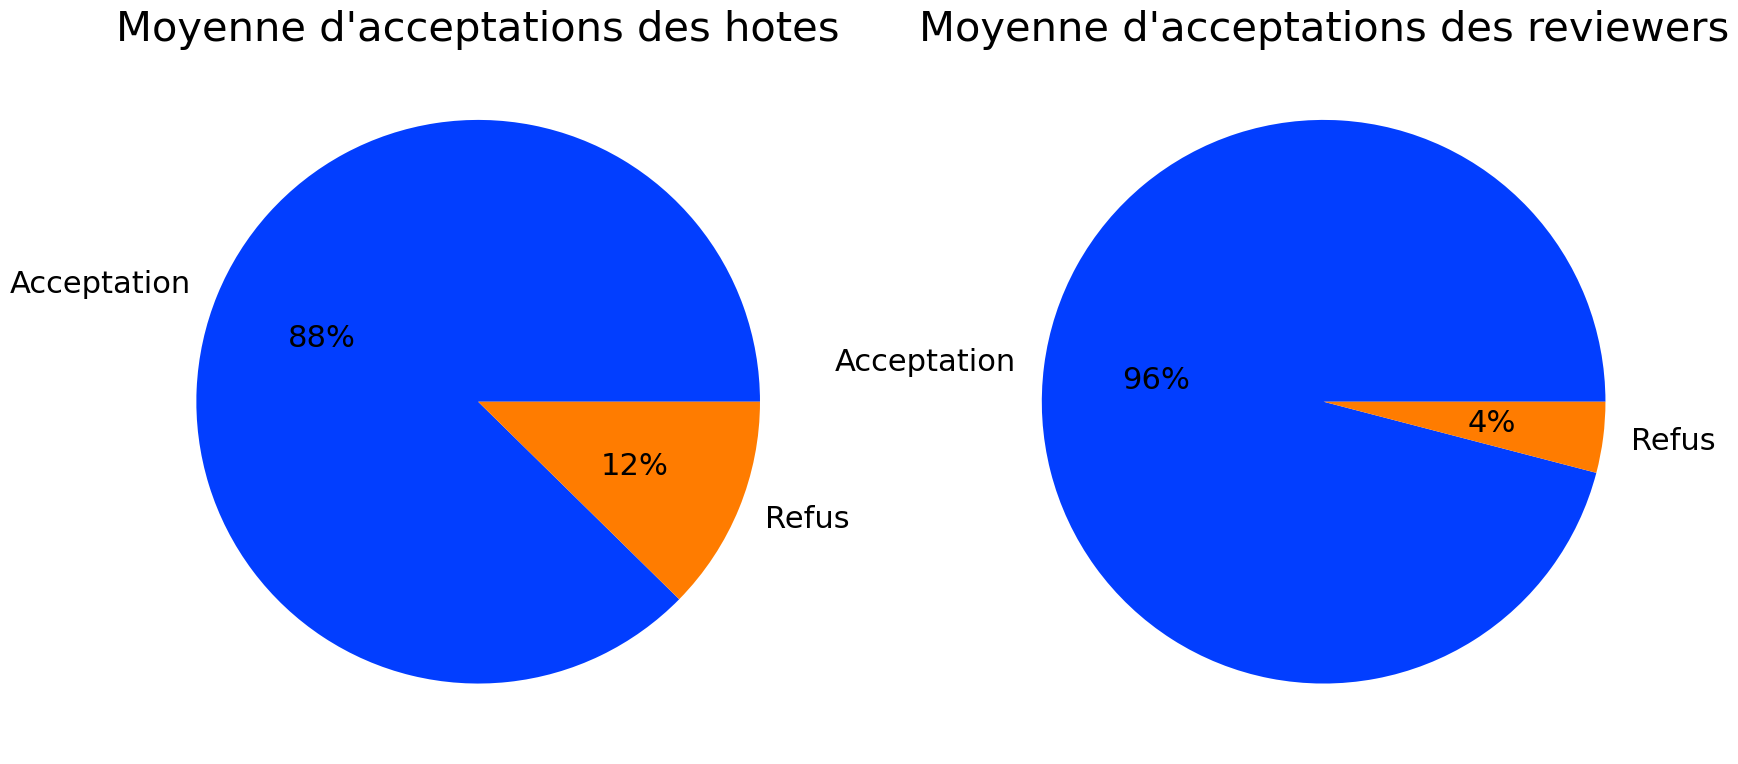 Moyenne d'acceptations des hotes
Acceptation
88%
12%
Refus
Moyenne d'acceptations des reviewers
Acceptation
96%
4%
Refus